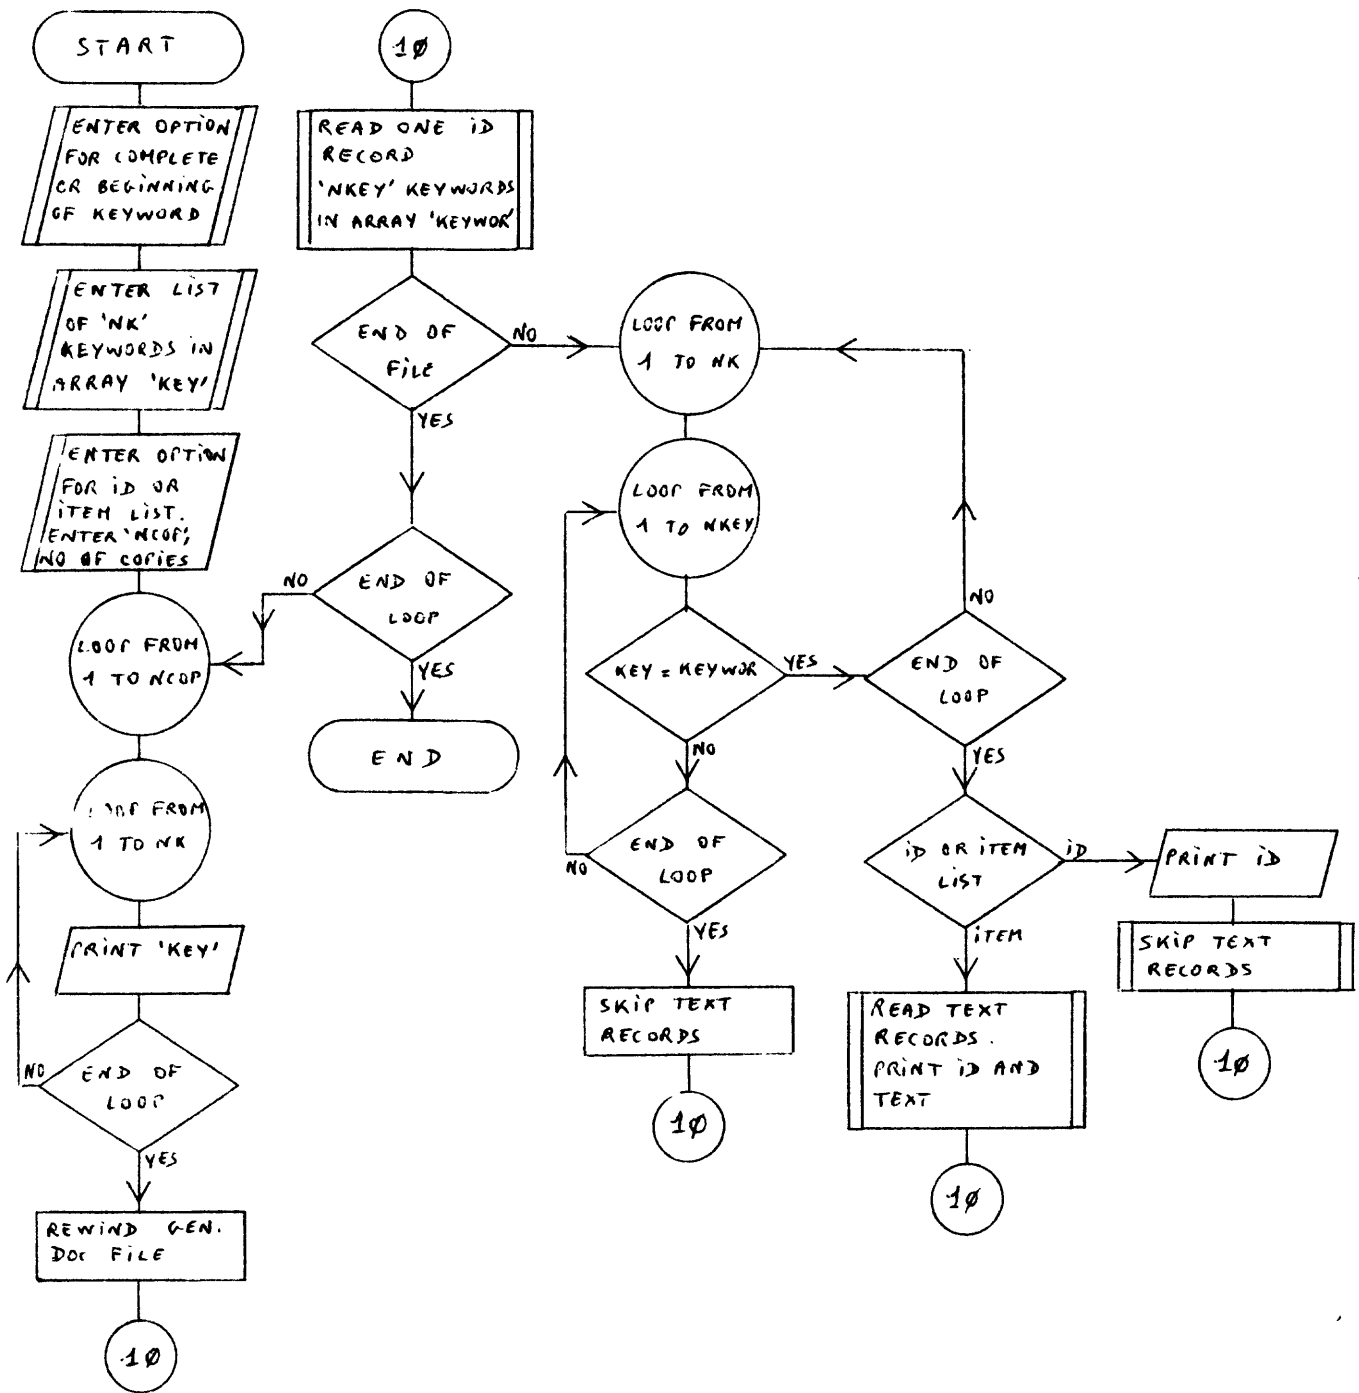 START
ENTER OPTION
FOR COMPLETE
OR BEGINNING
OF KEYWORD
ENTER LIST
OF 'NK'
KEYWORDS IN
ARRAY 'KEY'
ENTER OPTION
FOR iD OR
iTEM LIST.
ENTER 'NCOP',
NO OF COPIES
LOOP FROM
1 TO NCOP
LOOP FROM
1 TO NK
PRINT 'KEY'
END OF
LOOP
NO
YES
REWIND GEN.
DOC FILE
1Ø
1Ø
READ ONE iD
RECORD
'NKEY' KEYWORDS
IN ARRAY 'KEYWOR'
END OF
FILE
NO
YES
END OF
LOOP
NO
YES
END
LOOP FROM
1 TO NK
LOOP FROM
1 TO NKEY
KEY = KEYWOR
YES
NO
END OF
LOOP
NO
YES
SKIP TEXT
RECORDS
1Ø
END OF
LOOP
NO
YES
iD OR iTEM
LIST
iD
iTEM
READ TEXT
RECORDS.
PRINT iD AND
TEXT
1Ø
PRINT iD
SKIP TEXT
RECORDS
1Ø